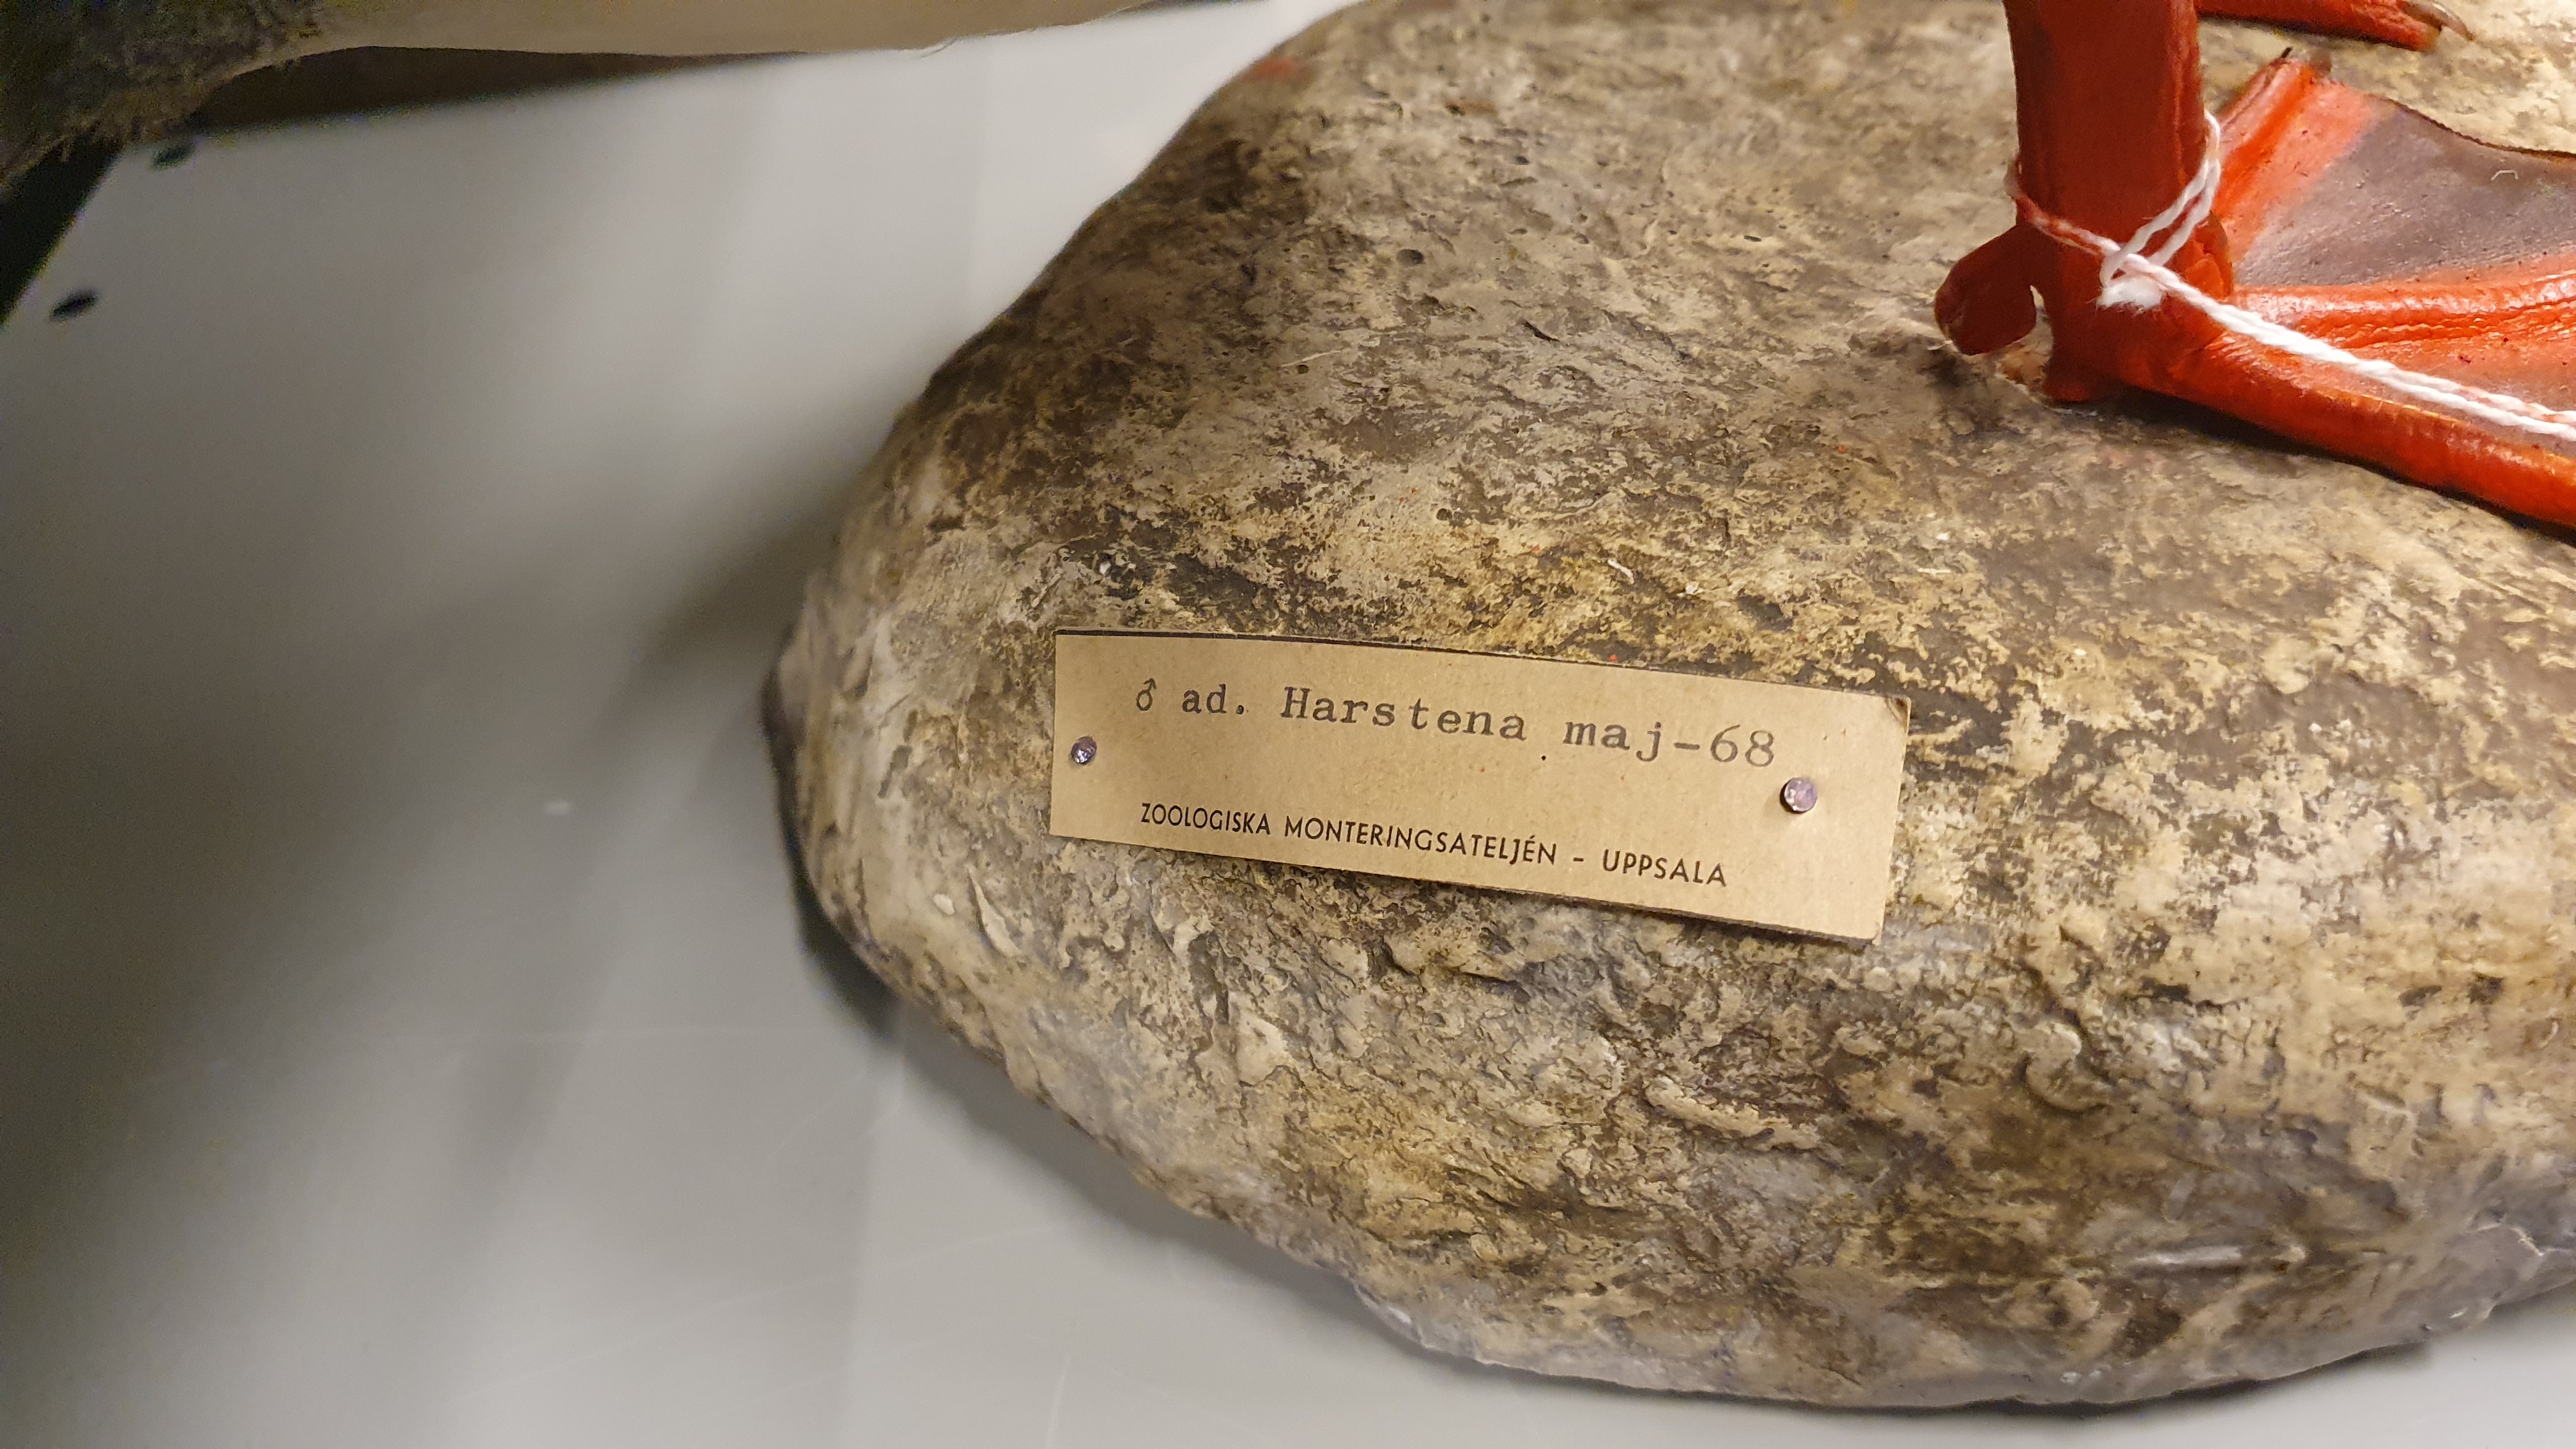 ♂ ad. Harstena maj-68
ZOOLOGISKA MONTERINGSATELJÉN - UPPSALA